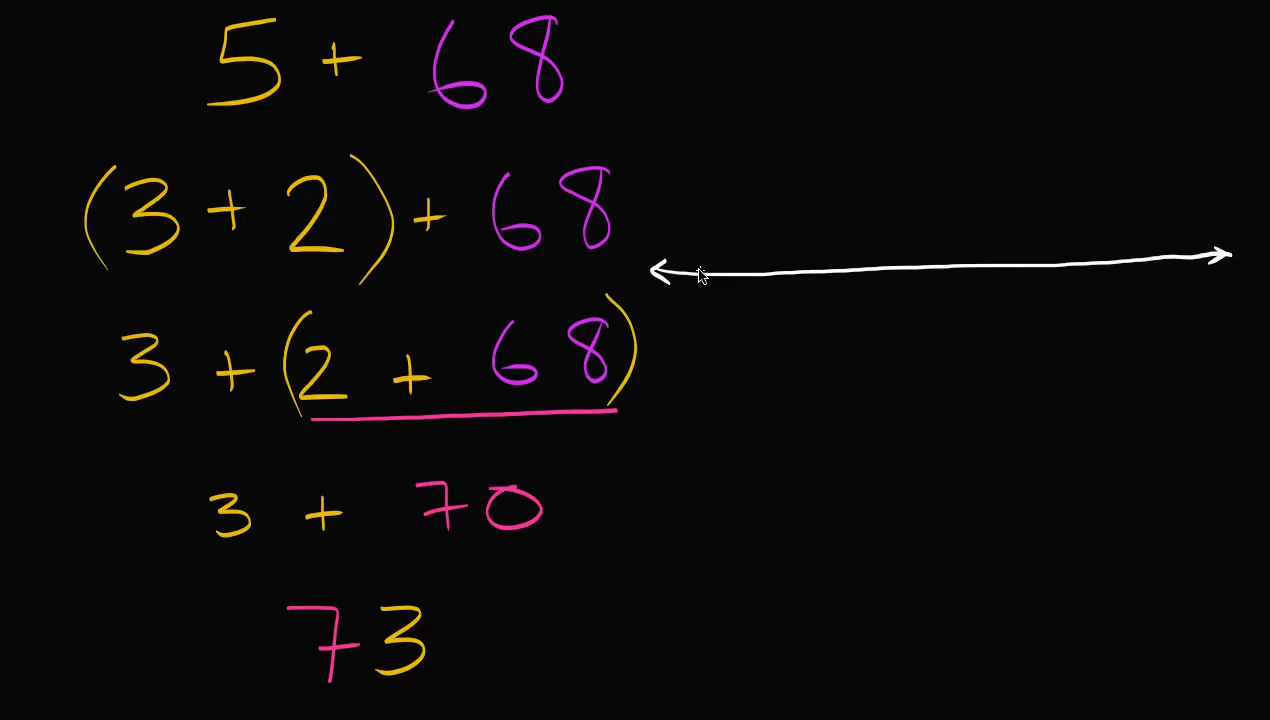 5 + 68
(3 + 2) + 68
3 + (2 + 68)
3 + 70
73